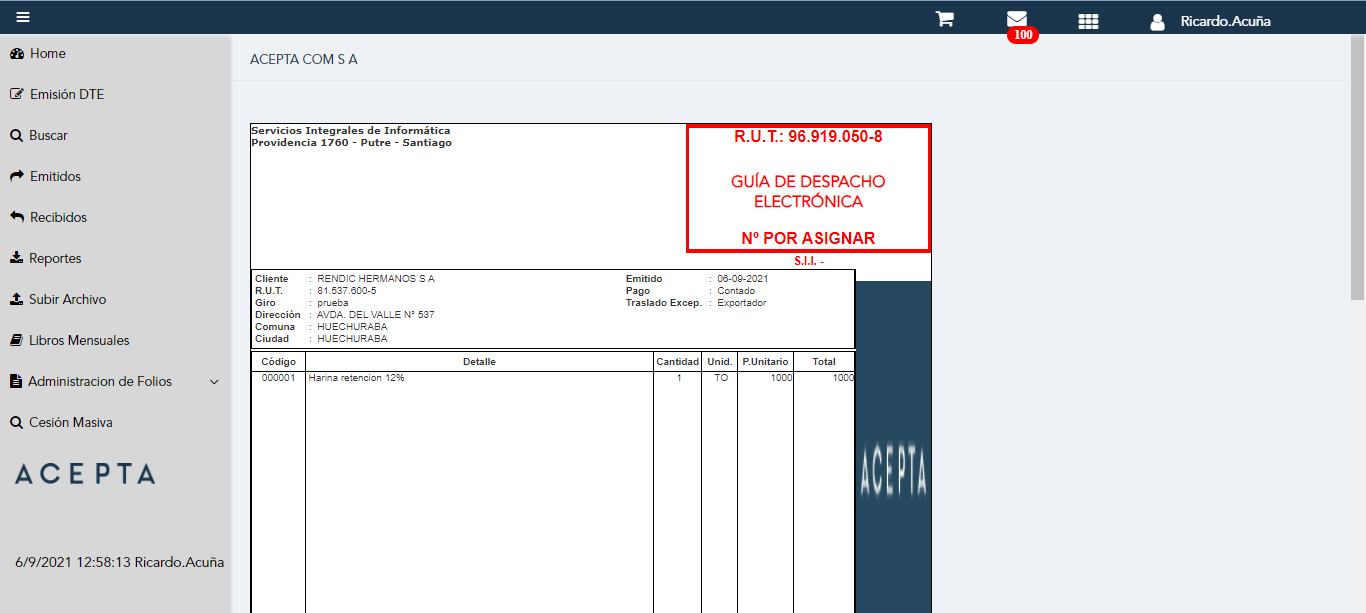 Ricardo.Acuña
100
Home
Emisión DTE
Buscar
Emitidos
Recibidos
Reportes
Subir Archivo
Libros Mensuales
Administracion de Folios
Cesión Masiva
ACEPTA
6/9/2021 12:58:13 Ricardo.Acuña
ACEPTA COM S A
Servicios Integrales de Informática
Providencia 1760 - Putre - Santiago
R.U.T.: 96.919.050-8
GUÍA DE DESPACHO
ELECTRÓNICA
Nº POR ASIGNAR
S.I.I. -
Cliente : RENDIC HERMANOS S A Emitido : 06-09-2021
R.U.T. : 81.537.600-5 Pago : Contado
Giro : prueba Traslado Excep. : Exportador
Dirección : AVDA. DEL VALLE N° 537
Comuna : HUECHURABA
Ciudad : HUECHURABA
Código Detalle Cantidad Unid. P.Unitario Total
000001 Harina retencion 12% 1 TO 1000 1000
ACEPTA